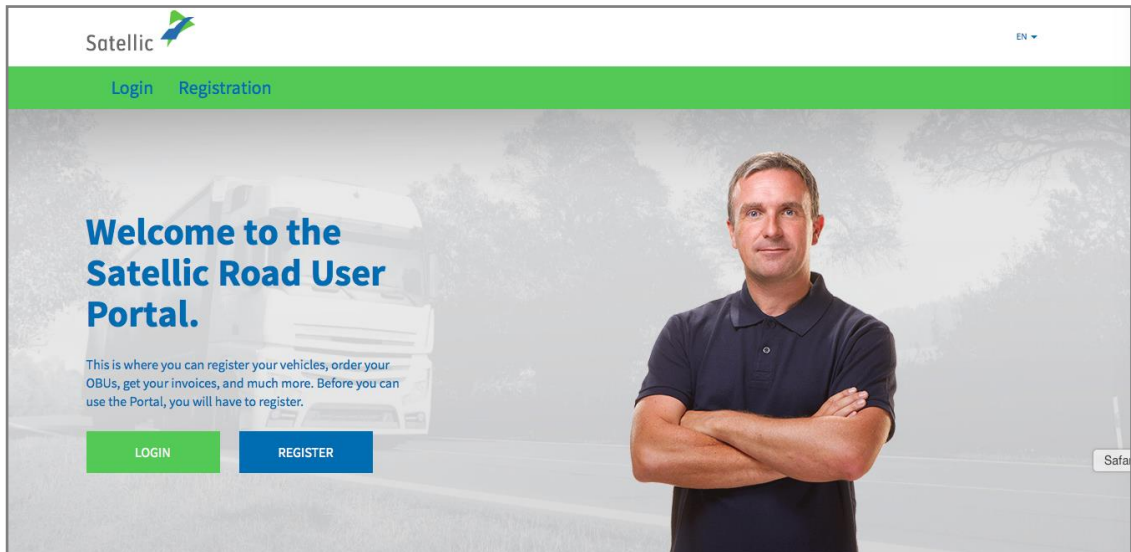 Satellic
EN
Login Registration
Welcome to the
Satellic Road User
Portal.
This is where you can register your vehicles, order your
OBUs, get your invoices, and much more. Before you can
use the Portal, you will have to register.
LOGIN REGISTER